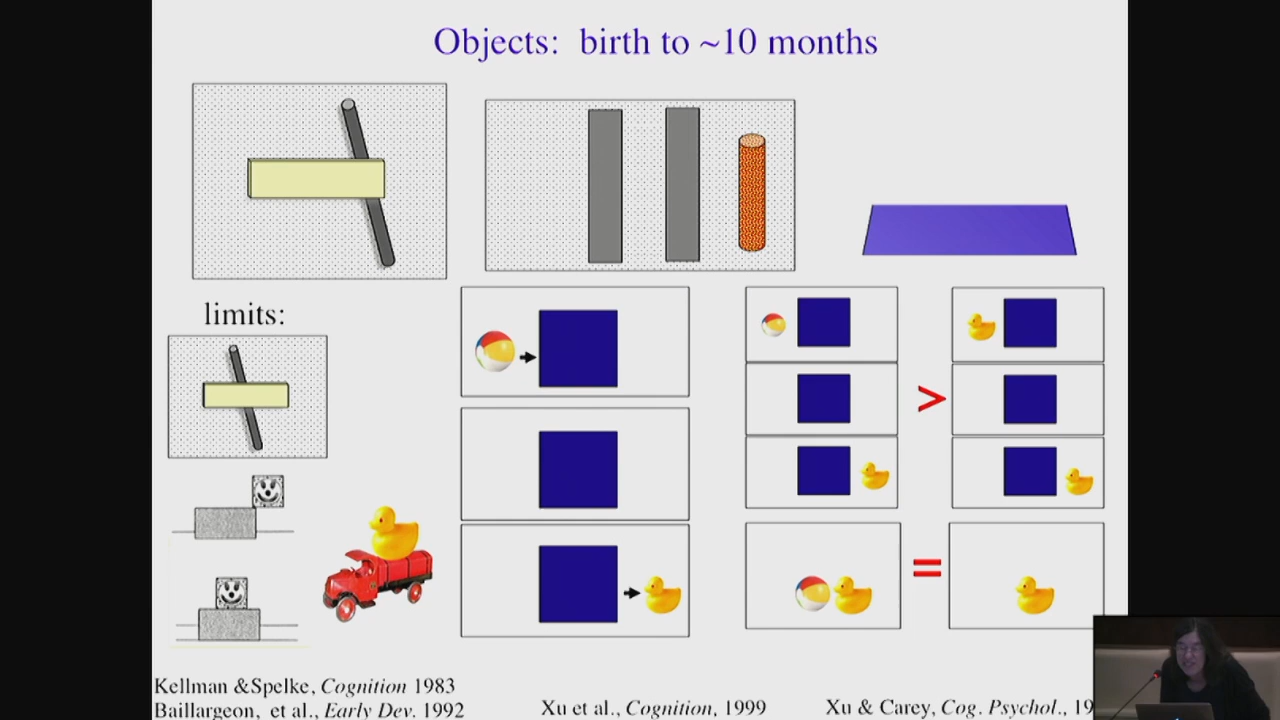 Objects: birth to ~10 months
limits:
>
=
Kellman &Spelke, Cognition 1983
Baillargeon, et al., Early Dev. 1992
Xu et al., Cognition, 1999
Xu & Carey, Cog. Psychol.,